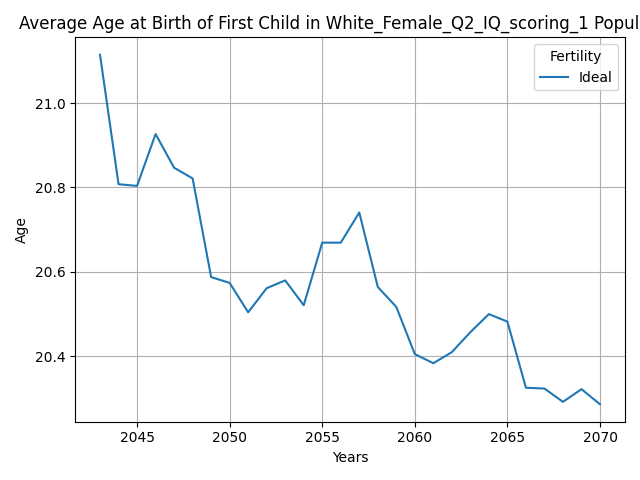 Average Age at Birth of First Child in White_Female_Q2_IQ_scoring_1 Popul
Fertility
Ideal
21.0
20.8
20.6
20.4
Age
2045 2050 2055 2060 2065 2070
Years